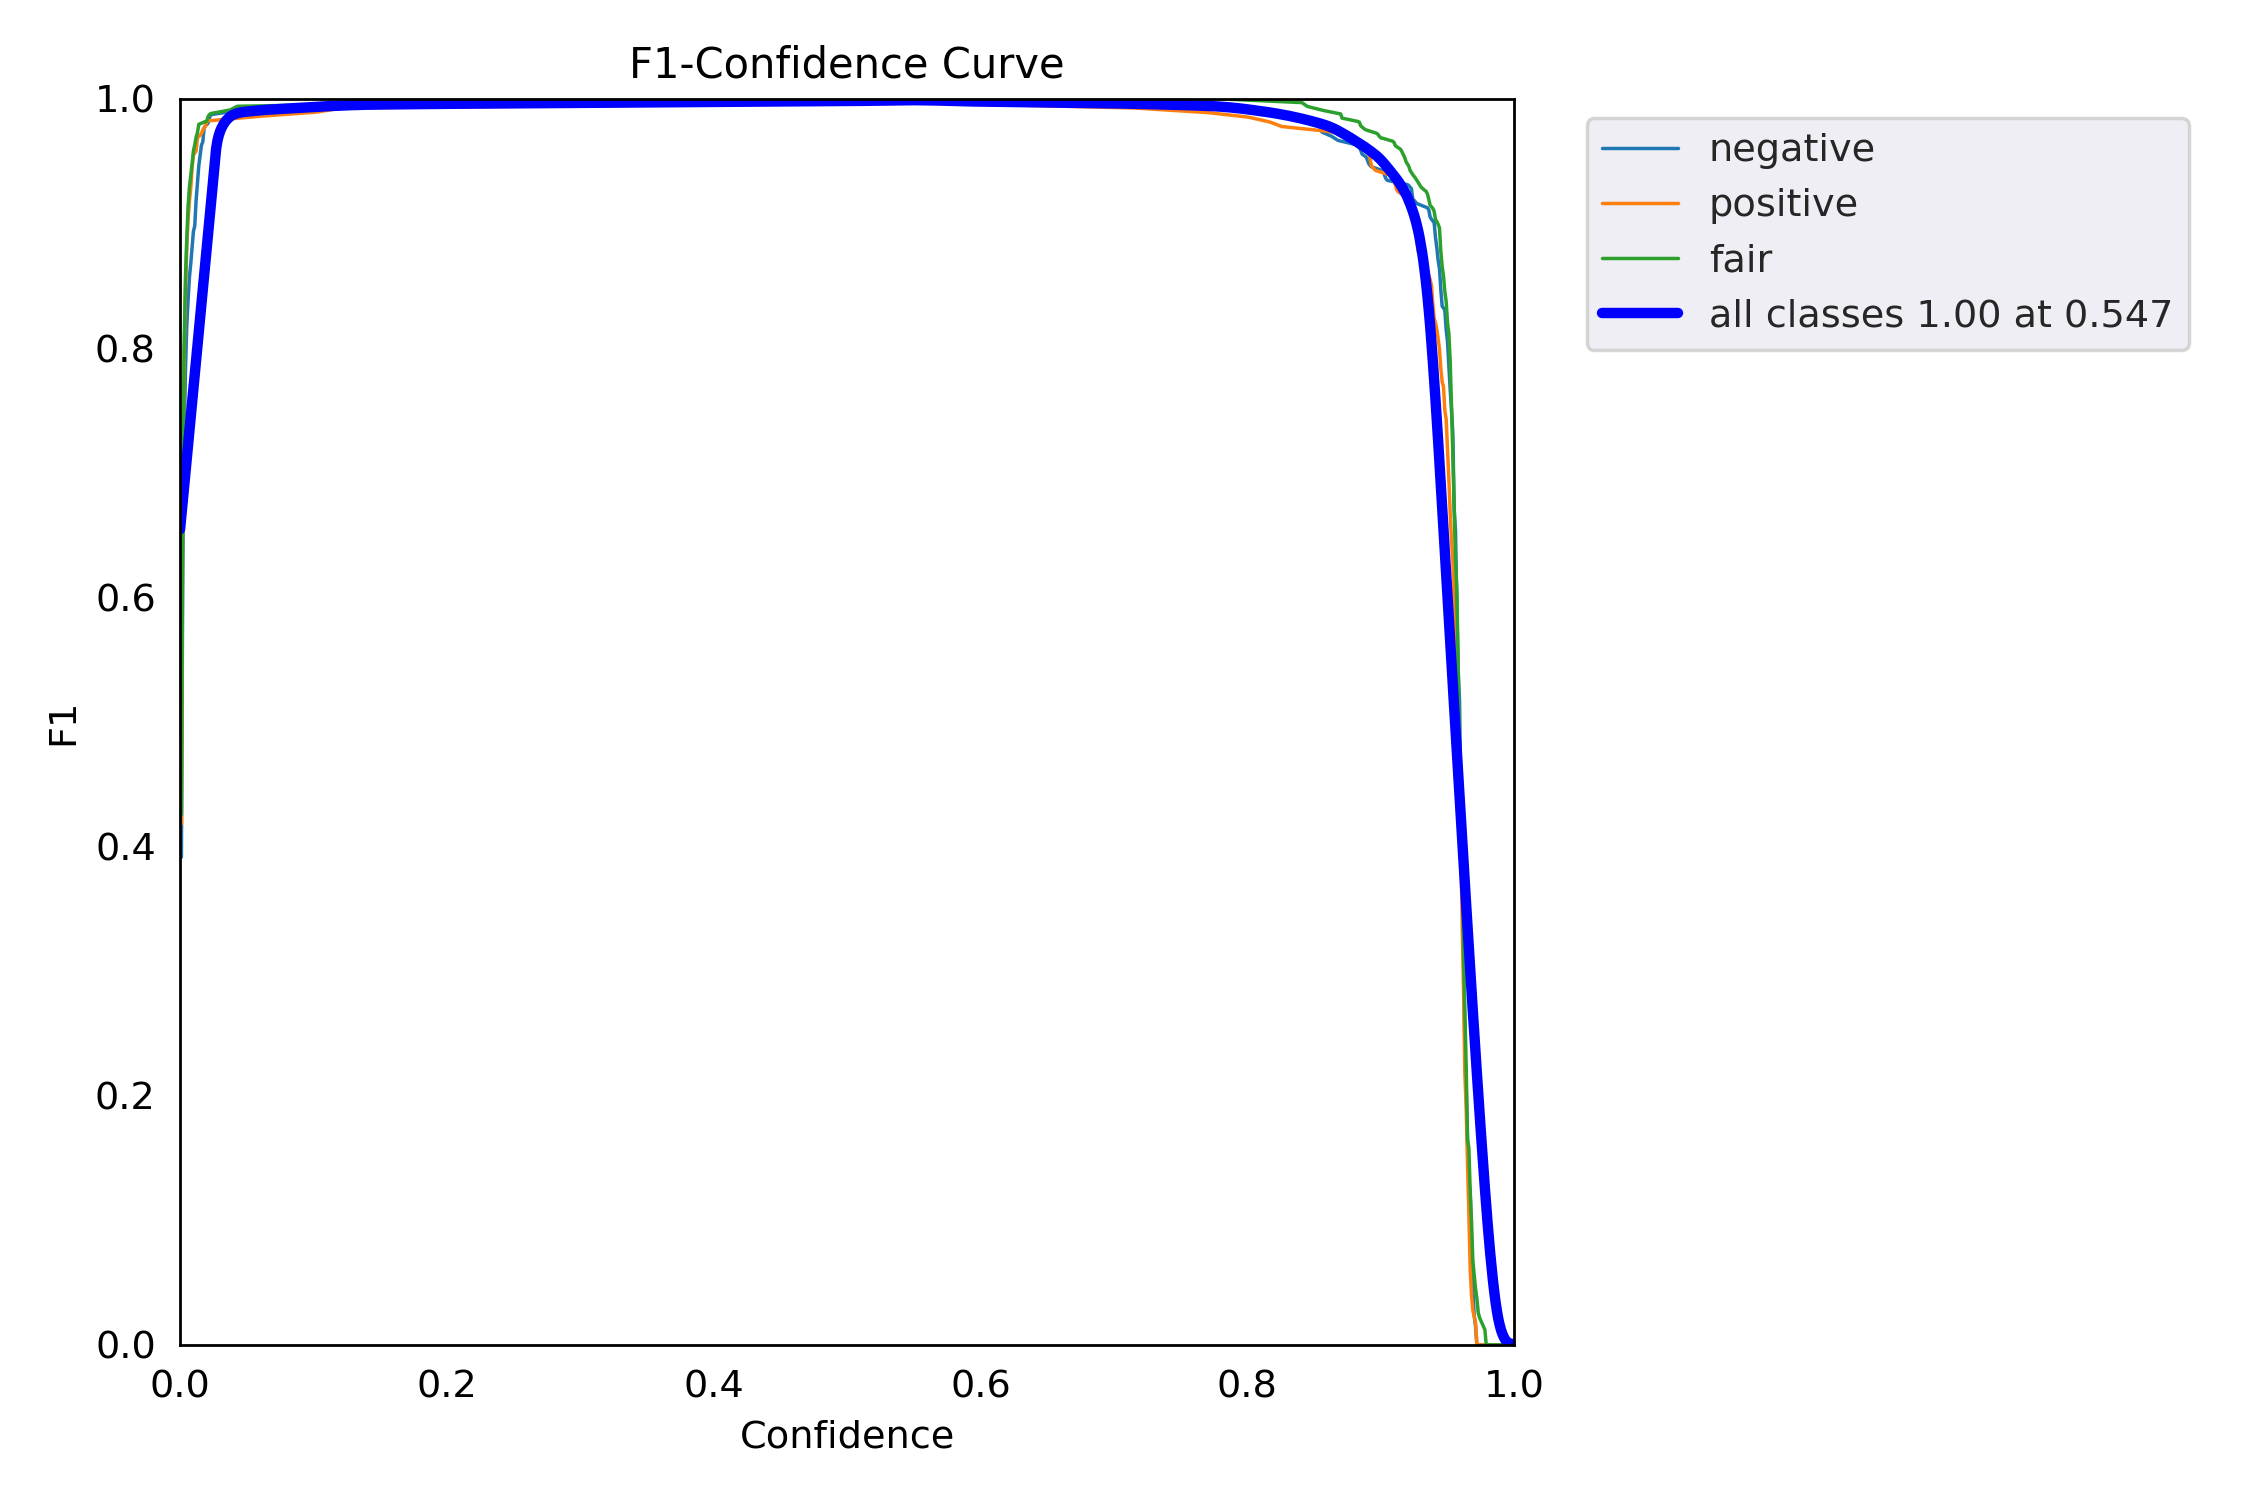 F1-Confidence Curve
1.0
0.8
0.6
0.4
0.2
0.0
F1
0.0 0.2 0.4 0.6 0.8 1.0
Confidence
negative
positive
fair
all classes 1.00 at 0.547